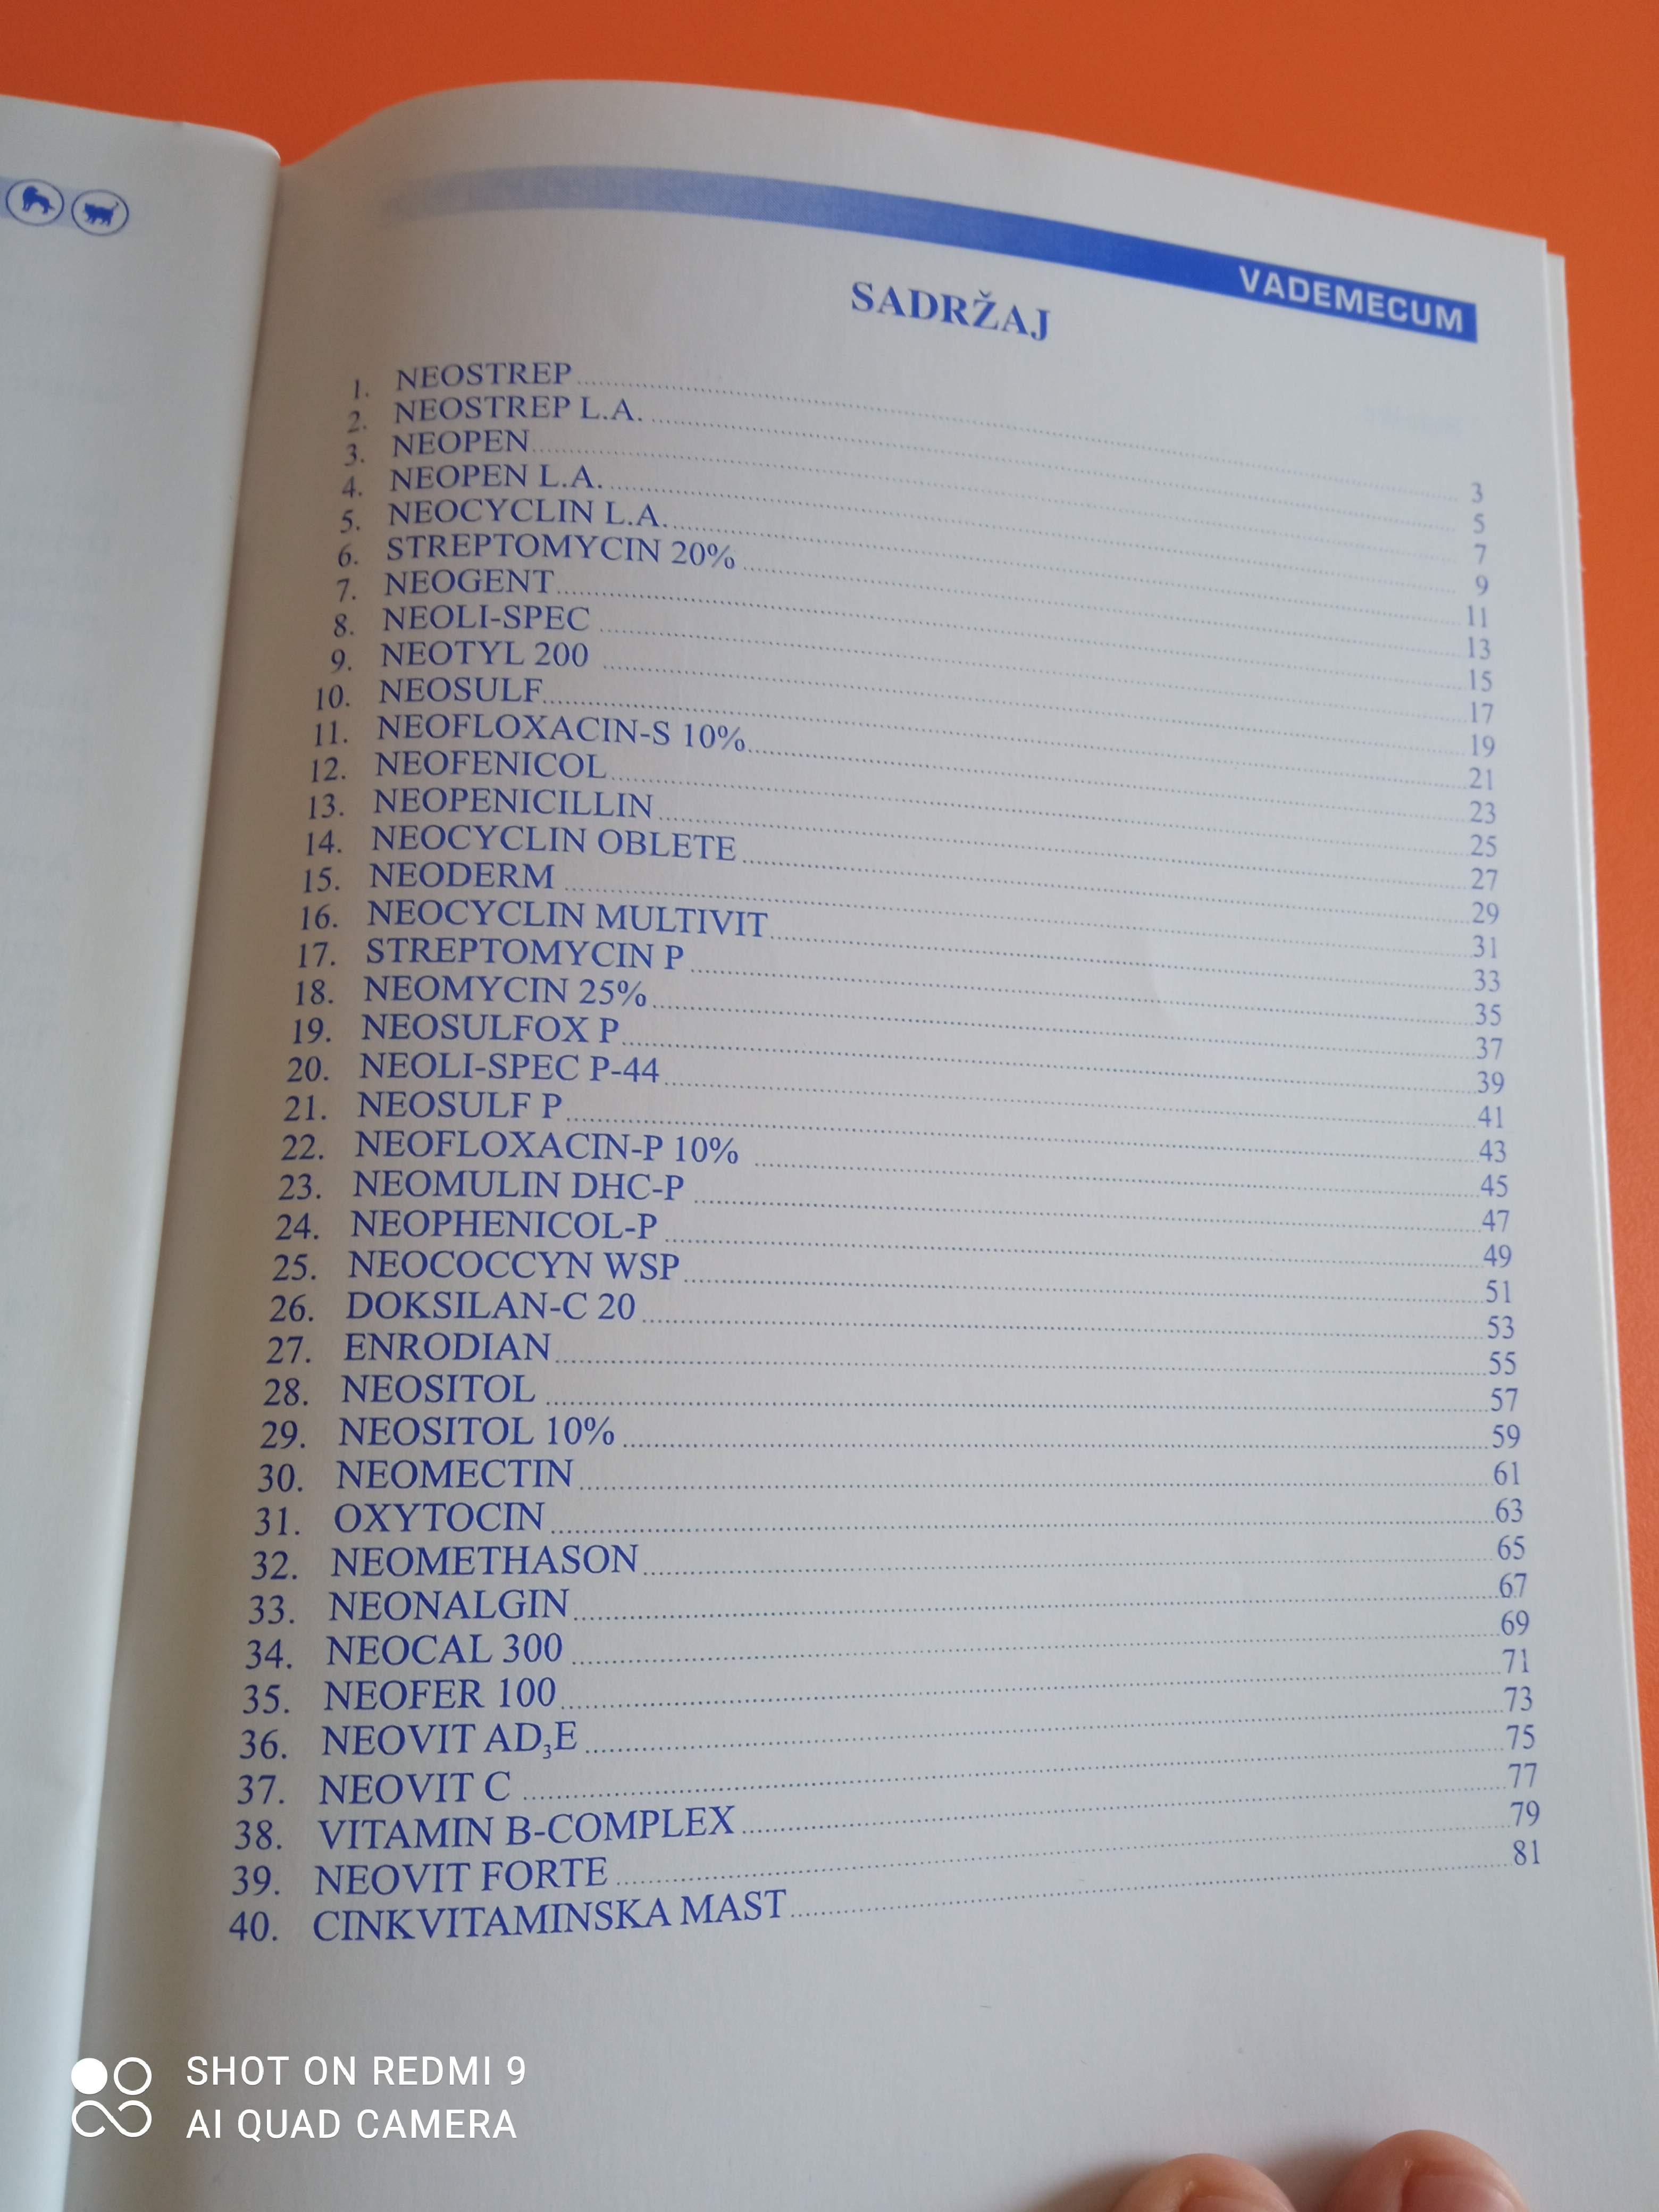 VADEMECUM
SADRŽAJ
1. NEOSTREP 3
2. NEOSTREP L.A. 5
3. NEOPEN 7
4. NEOPEN L.A. 9
5. NEOCYCLIN L.A. 11
6. STREPTOMYCIN 20% 13
7. NEOGENT 15
8. NEOLI-SPEC 17
9. NEOTYL 200 19
10. NEOSULF 21
11. NEOFLOXACIN-S 10% 23
12. NEOFENICOL 25
13. NEOPENICILLIN 27
14. NEOCYCLIN OBLETE 29
15. NEODERM 31
16. NEOCYCLIN MULTIVIT 33
17. STREPTOMYCIN P 35
18. NEOMYCIN 25% 37
19. NEOSULFOX P 39
20. NEOLI-SPEC P-44 41
21. NEOSULF P 43
22. NEOFLOXACIN-P 10% 45
23. NEOMULIN DHC-P 47
24. NEOPHENICOL-P 49
25. NEOCOCCYN WSP 51
26. DOKSILAN-C 20 53
27. ENRODIAN 55
28. NEOSITOL 57
29. NEOSITOL 10% 59
30. NEOMECTIN 61
31. OXYTOCIN 63
32. NEOMETHASON 65
33. NEONALGIN 67
34. NEOCAL 300 69
35. NEOFER 100 71
36. NEOVIT AD₃E 73
37. NEOVIT C 75
38. VITAMIN B-COMPLEX 77
39. NEOVIT FORTE 79
40. CINKVITAMINSKA MAST 81
SHOT ON REDMI 9
AI QUAD CAMERA